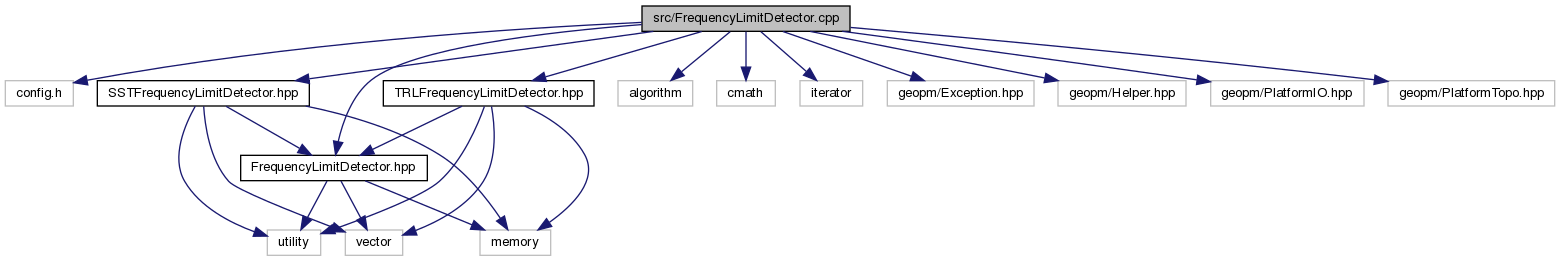 src/FrequencyLimitDetector.cpp
config.h
SSTFrequencyLimitDetector.hpp
TRLFrequencyLimitDetector.hpp
algorithm
cmath
iterator
geopm/Exception.hpp
geopm/Helper.hpp
geopm/PlatformIO.hpp
geopm/PlatformTopo.hpp
FrequencyLimitDetector.hpp
utility
vector
memory